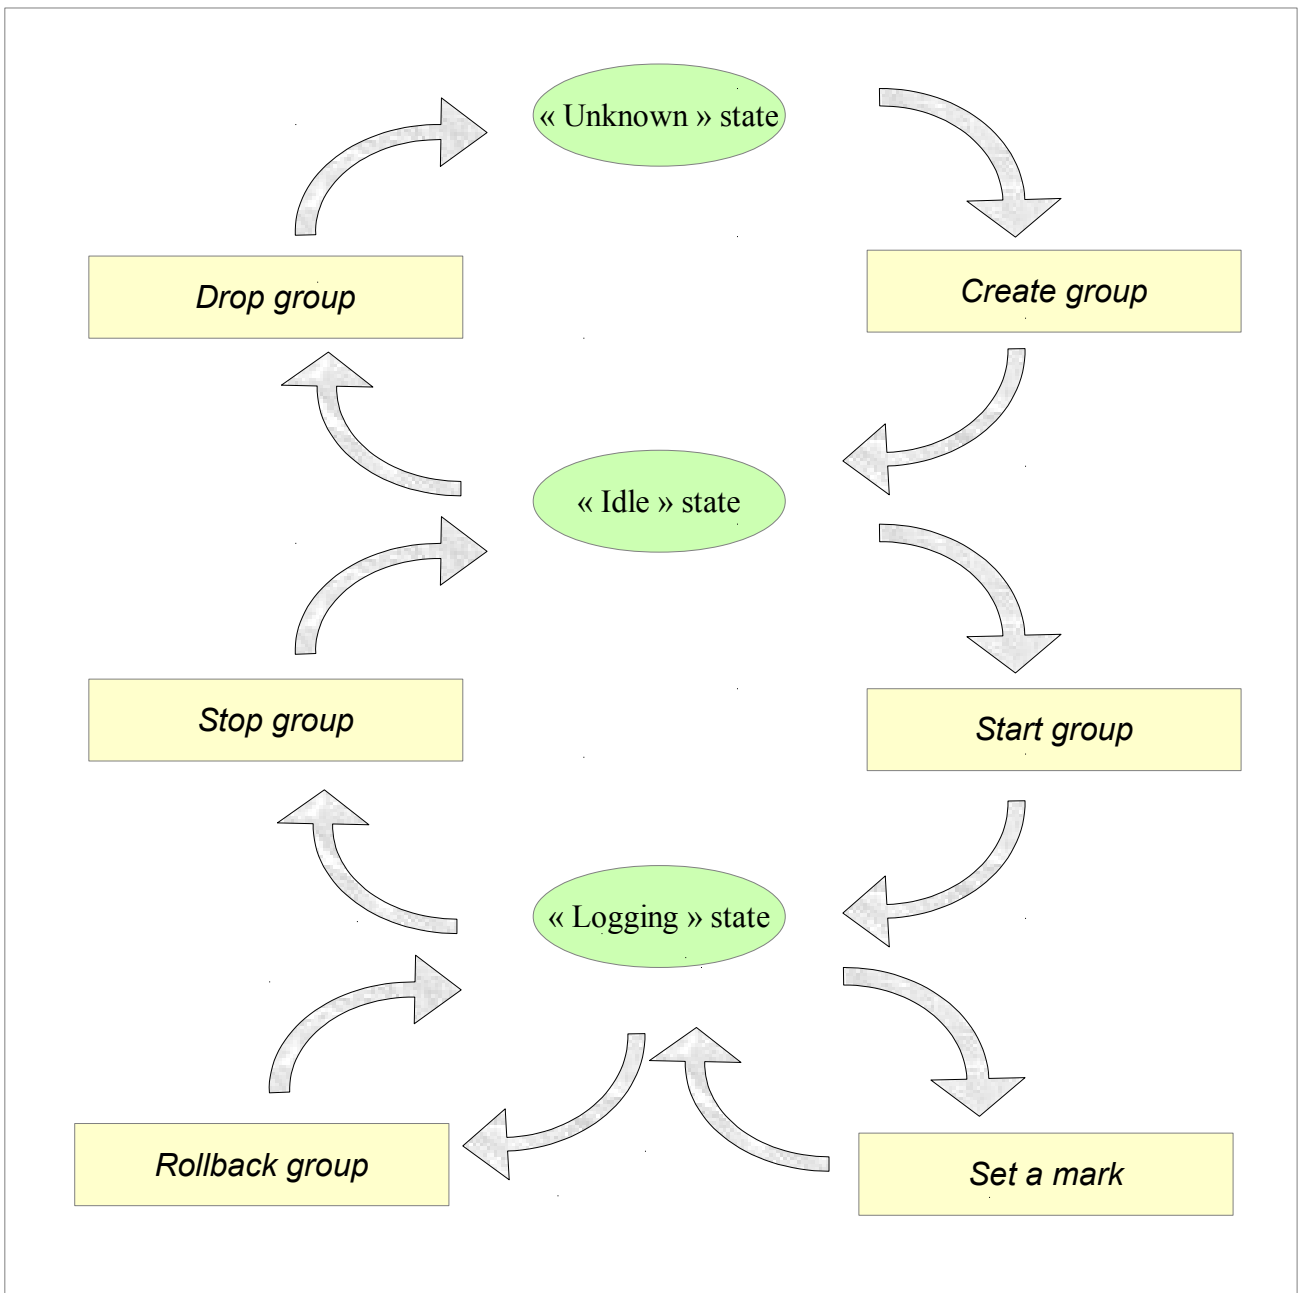 « Unknown » state
Drop group
Create group
« Idle » state
Stop group
Start group
« Logging » state
Rollback group
Set a mark